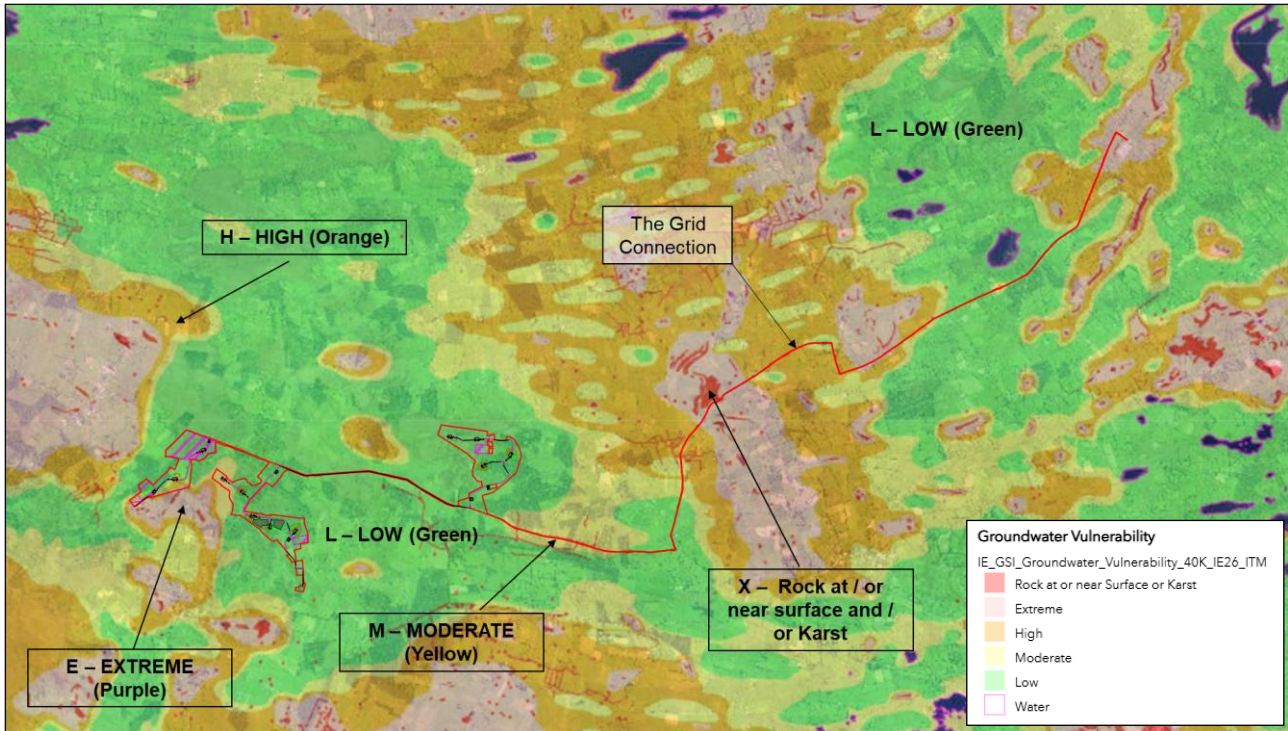 L – LOW (Green)
H – HIGH (Orange)
The Grid
Connection
L – LOW (Green)
M – MODERATE
(Yellow)
X –  Rock at / or
near surface and /
or Karst
E – EXTREME
(Purple)
Groundwater Vulnerability
IE_GSI_Groundwater_Vulnerability_40K_IE26_ITM
Rock at or near Surface or Karst
Extreme
High
Moderate
Low
Water